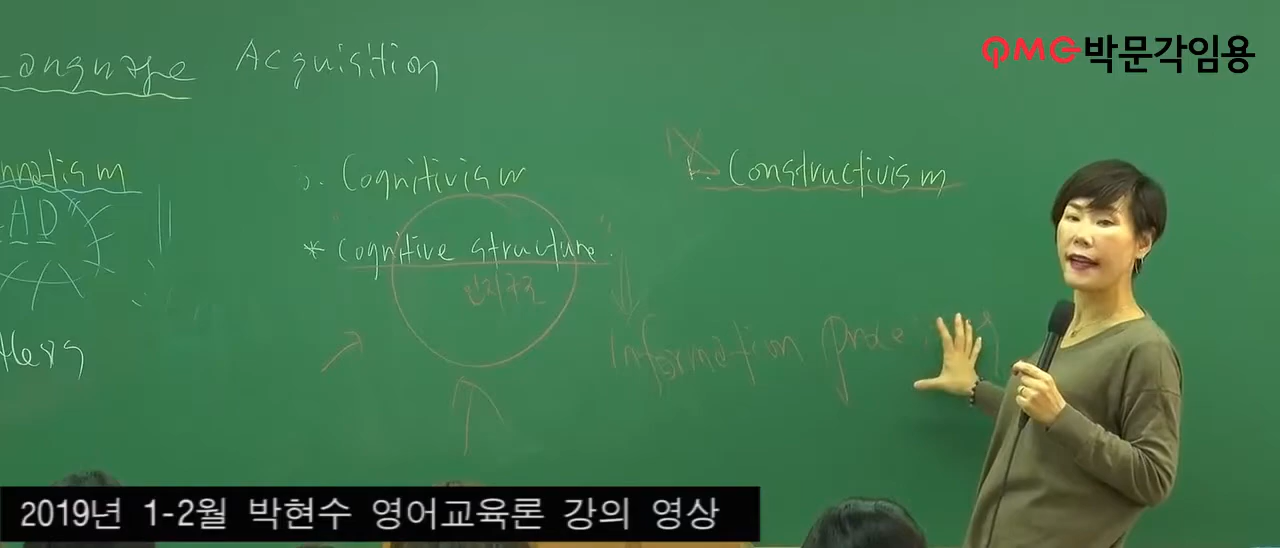 PMG박문각임용
Language Acquisition
Cognitivism
Constructivism
AD
* Cognitive structure
인지구조
Information
2019년 1-2월 박현수 영어교육론 강의 영상